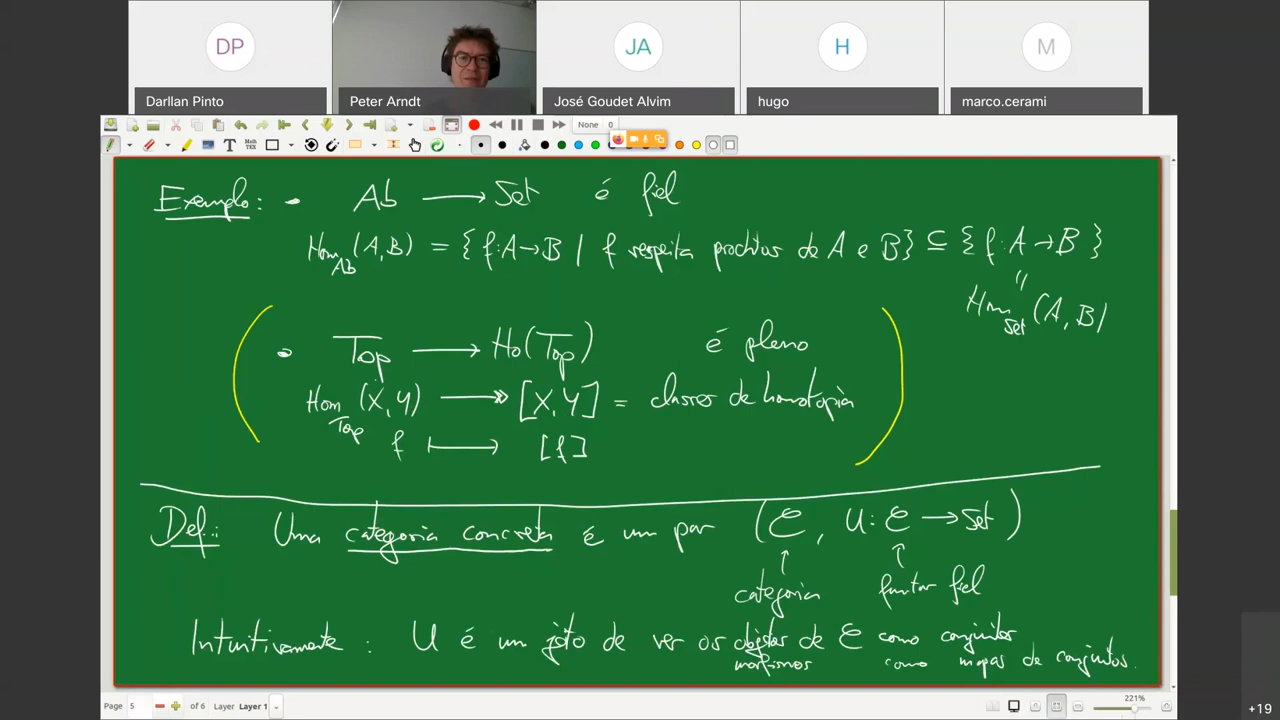 DP
JA
H
M
Darllan Pinto
Peter Arndt
José Goudet Alvim
hugo
marco.cerami
None 0
Exemplo: • Ab → Set é fiel
Hom_Ab (A,B) = {f: A→B | f respeita produtos de A e B} ⊆ {f: A→B}
" Hom_Set (A, B)
• Top → Ho(Top) é pleno
Hom_Top (X,Y) ↠ [X,Y] = classes de homotopia
f ↦ [f]
Def.: Uma categoria concreta é um par (C, U: C → Set)
↑ ↑
categoria funtor fiel
Intuitivamente: U é um jeito de ver os objetos de C como conjuntos
morfismos como mapas de conjuntos.
Page 5 of 6 Layer Layer 1
221%
+19